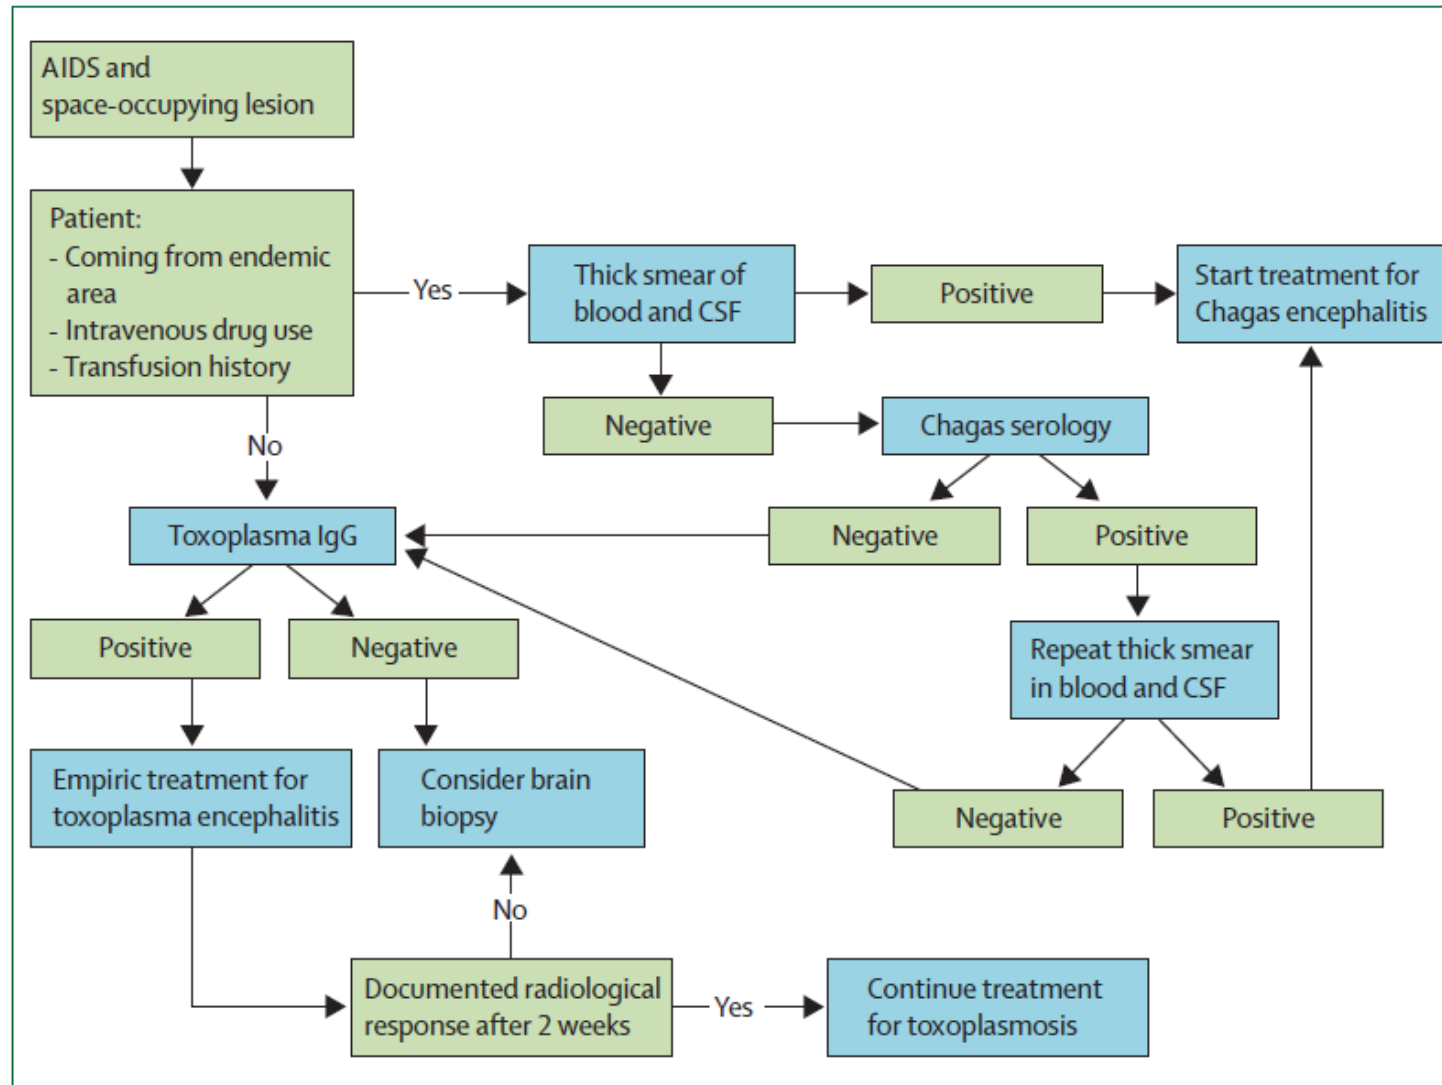 AIDS and
space-occupying lesion
Patient:
- Coming from endemic
area
- Intravenous drug use
- Transfusion history
Yes
Thick smear of
blood and CSF
Positive
Start treatment for
Chagas encephalitis
Negative
Chagas serology
No
Toxoplasma IgG
Negative
Positive
Positive
Negative
Repeat thick smear
in blood and CSF
Empiric treatment for
toxoplasma encephalitis
Consider brain
biopsy
Negative
Positive
No
Documented radiological
response after 2 weeks
Yes
Continue treatment
for toxoplasmosis